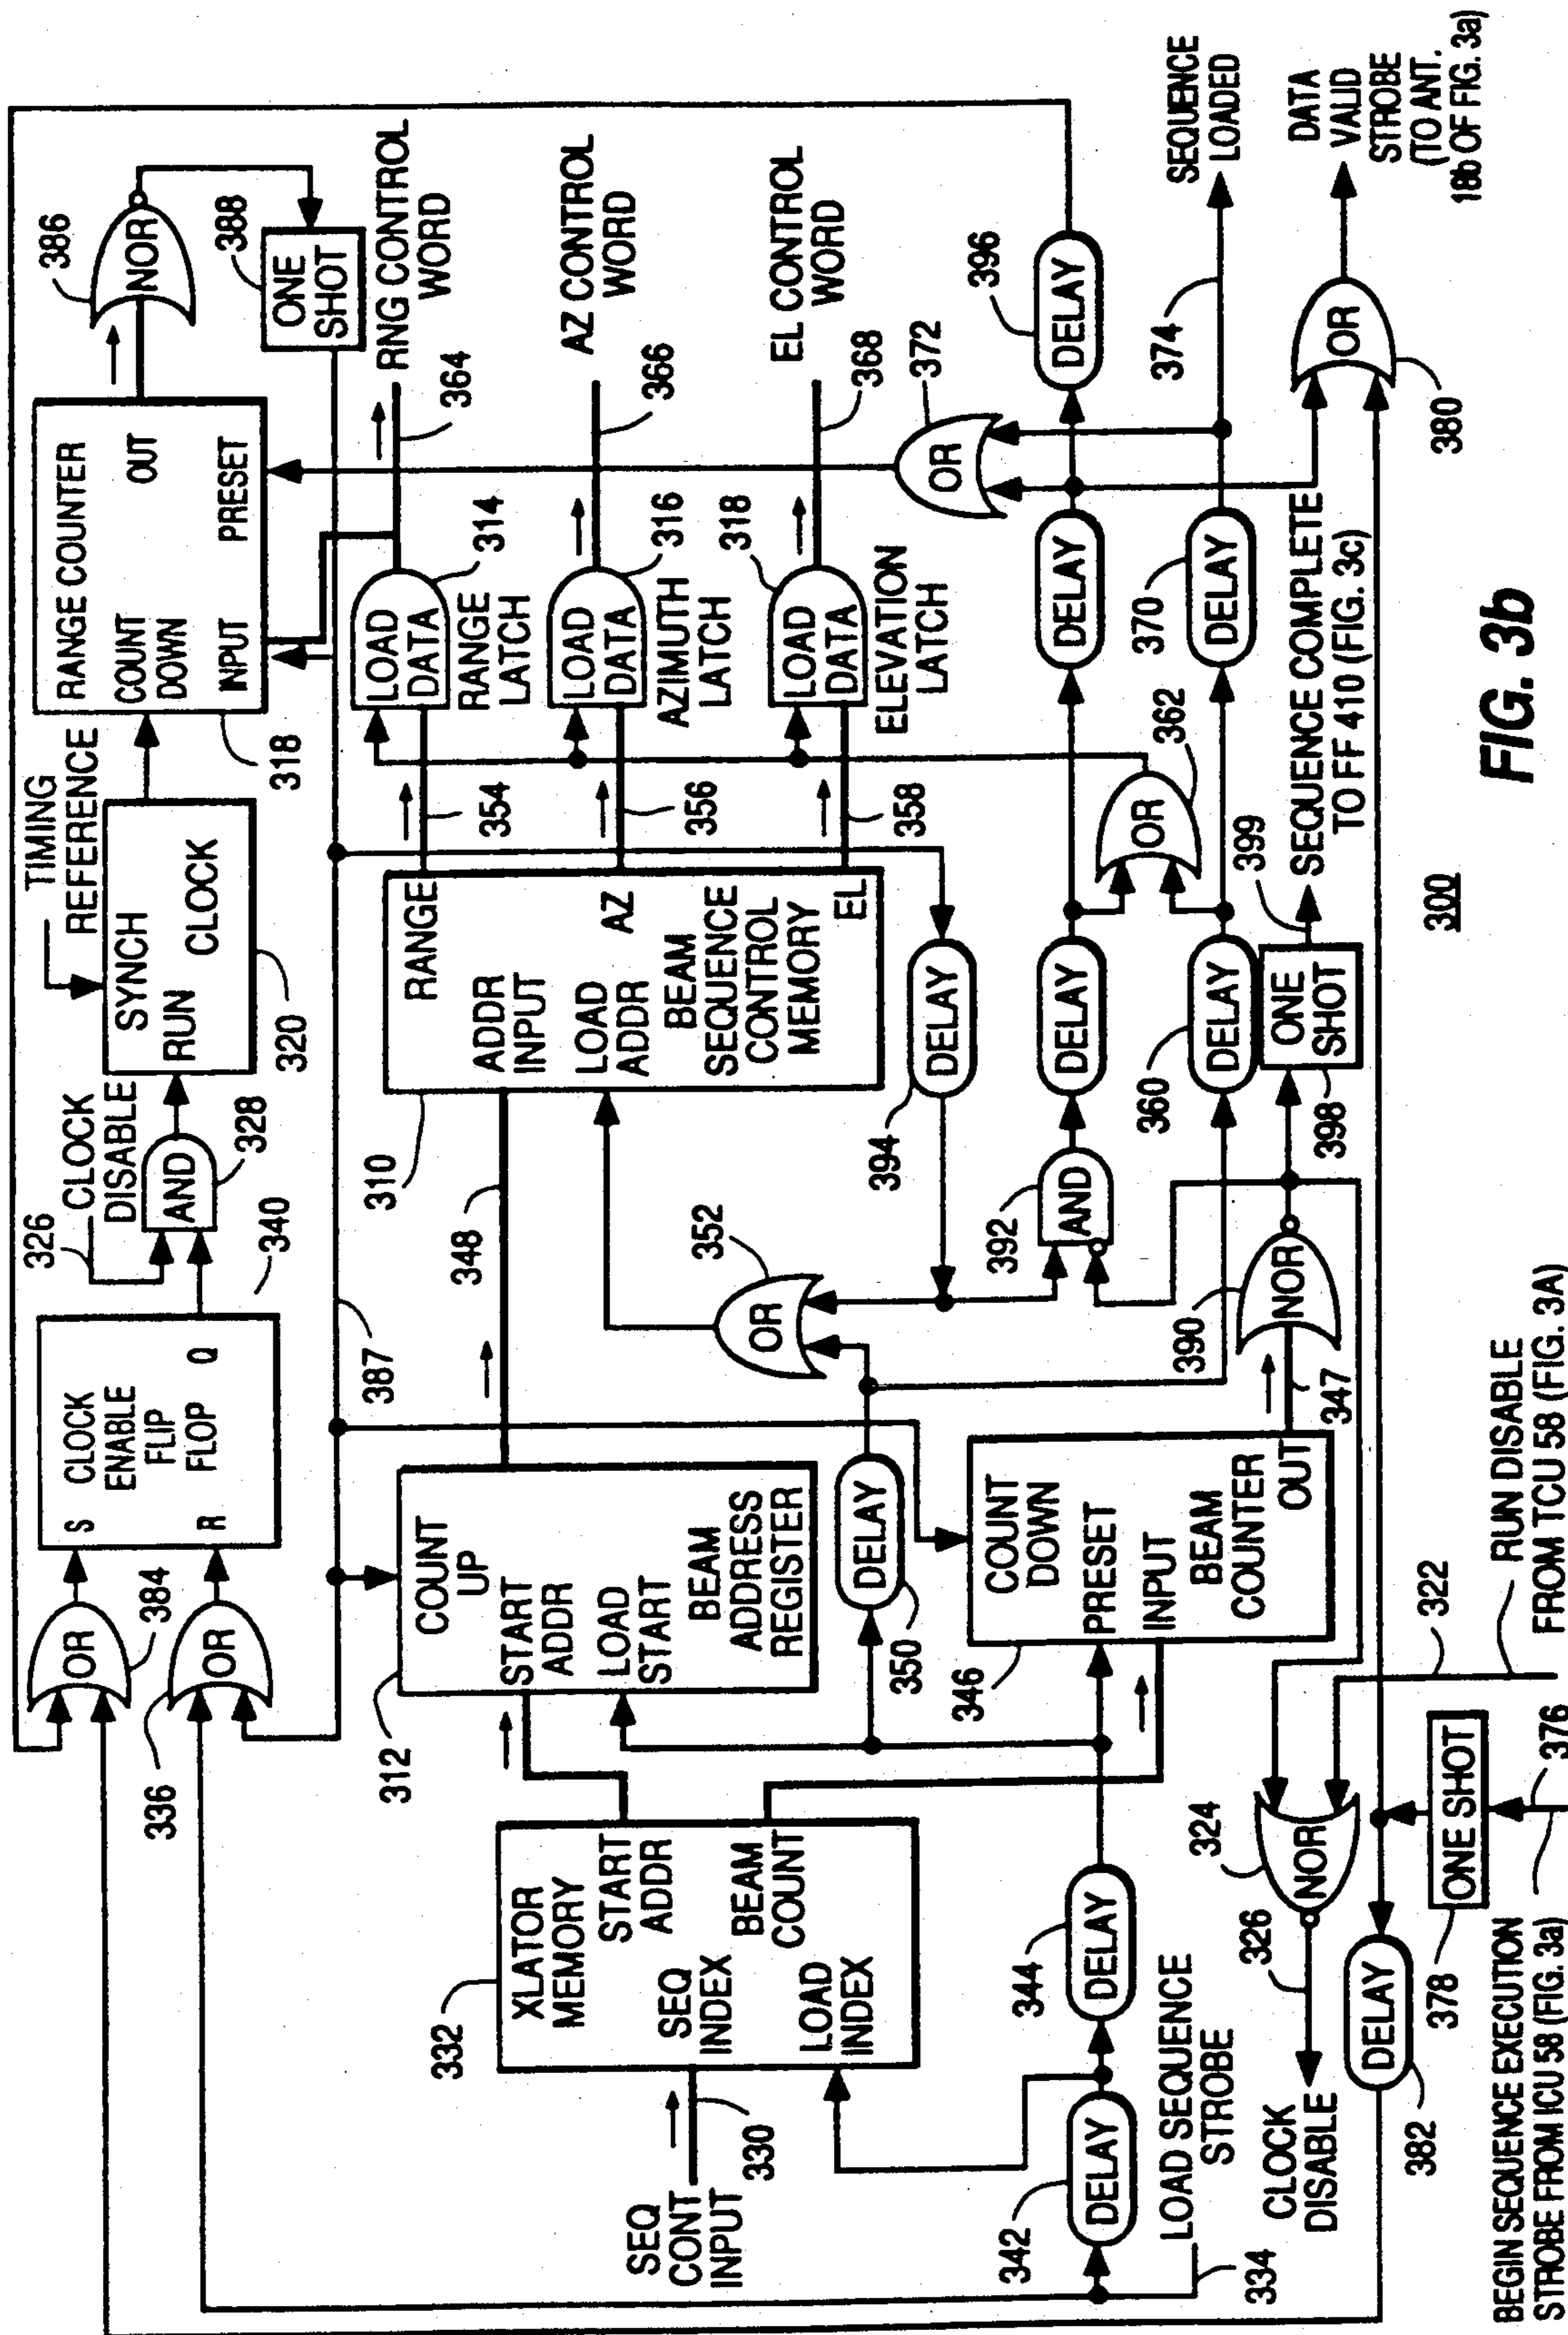 TIMING
REFERENCE
326
CLOCK
DISABLE
S
CLOCK
ENABLE
FLIP
FLOP
R
Q
340
AND
328
SYNCH
RUN
CLOCK
320
RANGE COUNTER
COUNT
DOWN
OUT
INPUT
PRESET
318
NOR
386
ONE
SHOT
388
OR
384
OR
336
387
COUNT
UP
START
ADDR
LOAD
START
BEAM
ADDRESS
REGISTER
312
348
RANGE
ADDR
INPUT
LOAD
ADDR
AZ
BEAM
SEQUENCE
CONTROL
MEMORY
EL
310
354
356
358
LOAD
DATA
RANGE
LATCH
314
LOAD
DATA
AZIMUTH
LATCH
316
LOAD
DATA
ELEVATION
LATCH
318
RNG CONTROL
WORD
364
AZ CONTROL
WORD
366
EL CONTROL
WORD
368
XLATOR
MEMORY
START
ADDR
SEQ
INDEX
BEAM
COUNT
LOAD
INDEX
332
SEQ
CONT
INPUT
330
DELAY
350
OR
352
DELAY
394
COUNT
DOWN
PRESET
INPUT
BEAM
COUNTER
OUT
346
AND
392
DELAY
DELAY
OR
372
DELAY
396
DELAY
342
DELAY
344
LOAD SEQUENCE
STROBE
334
DELAY
360
OR
362
DELAY
370
374
SEQUENCE
LOADED
NOR
390
347
ONE
SHOT
398
399
SEQUENCE COMPLETE
TO FF 410 (FIG. 3c)
OR
380
DATA
VALID
STROBE
(TO ANT.
18b OF FIG. 3a)
NOR
324
326
CLOCK
DISABLE
322
RUN DISABLE
FROM TCU 58 (FIG. 3A)
DELAY
382
ONE SHOT
378
376
BEGIN SEQUENCE EXECUTION
STROBE FROM ICU 58 (FIG. 3a)
300
FIG. 3b